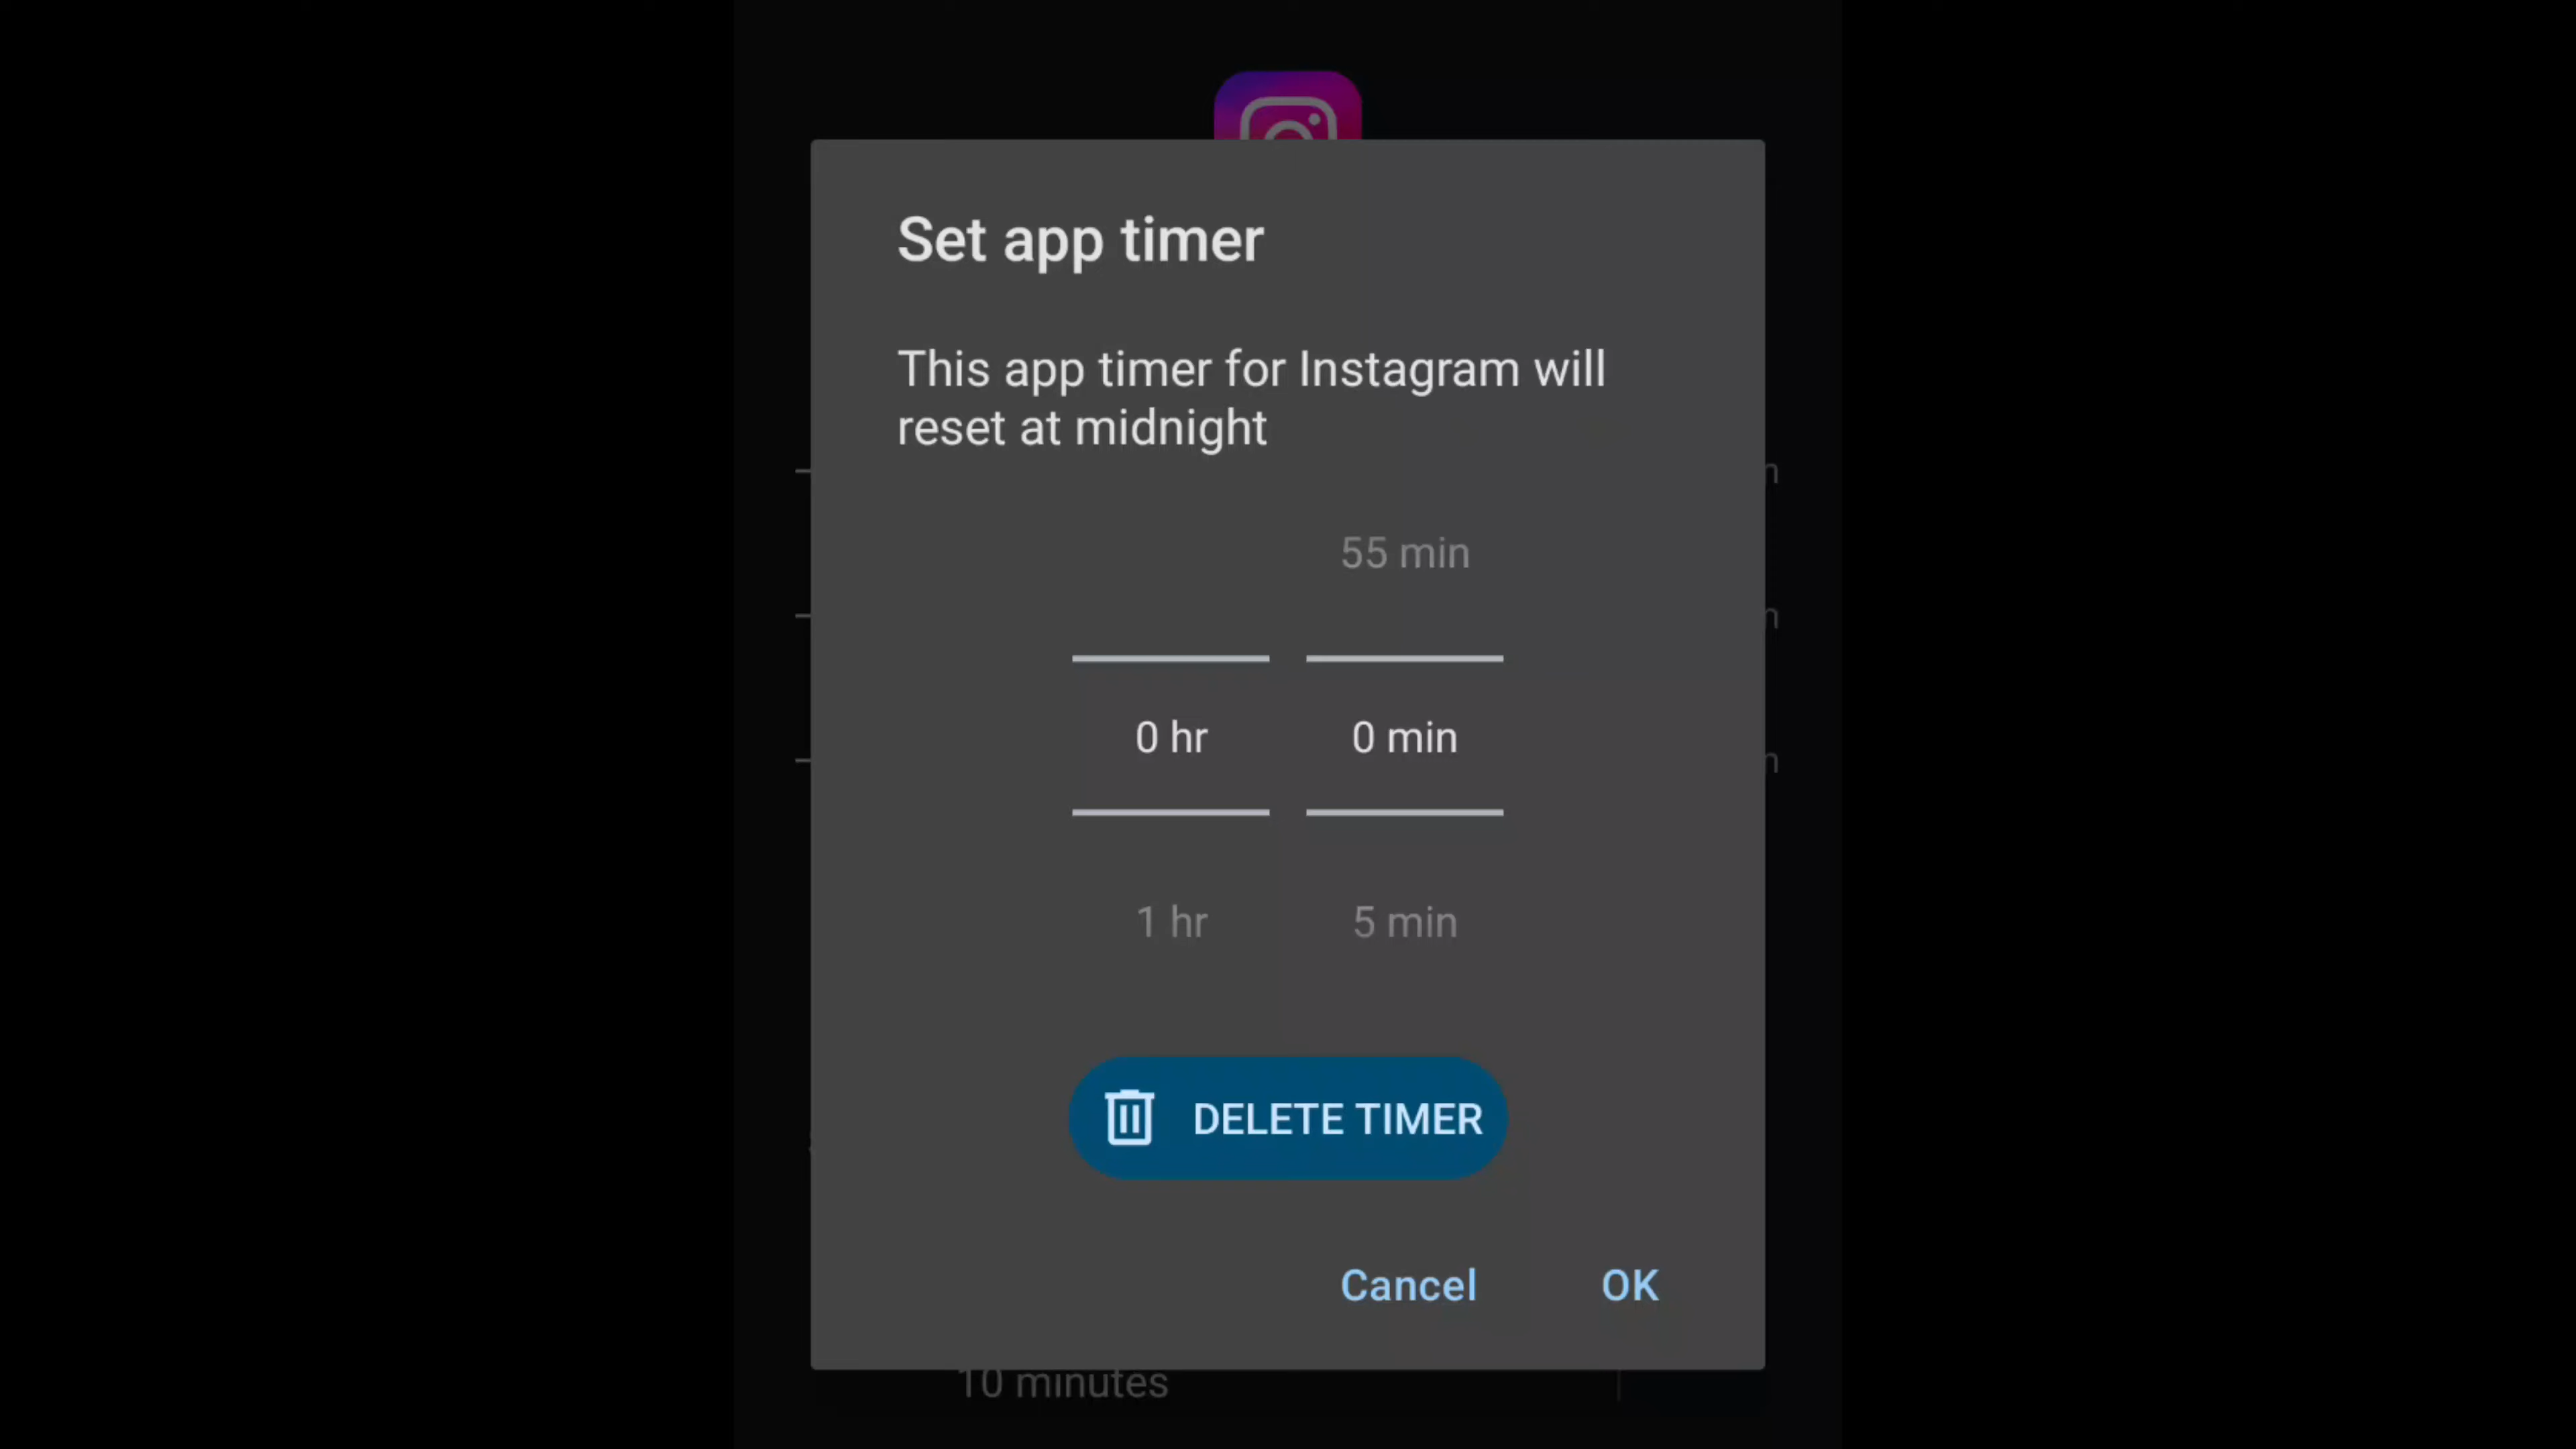 Set app timer
This app timer for Instagram will
reset at midnight
55 min
0 hr 0 min
1 hr 5 min
DELETE TIMER
Cancel OK
10 minutes